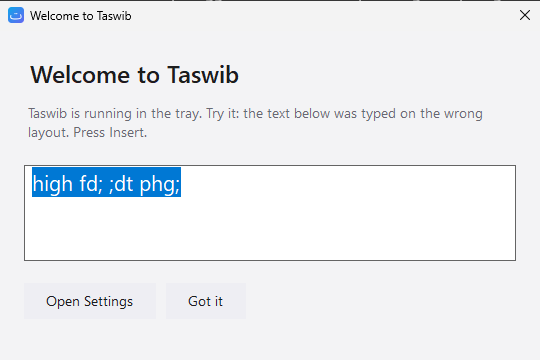 Welcome to Taswib
Welcome to Taswib
Taswib is running in the tray. Try it: the text below was typed on the wrong
layout. Press Insert.
high fd; ;dt phg;
Open Settings
Got it